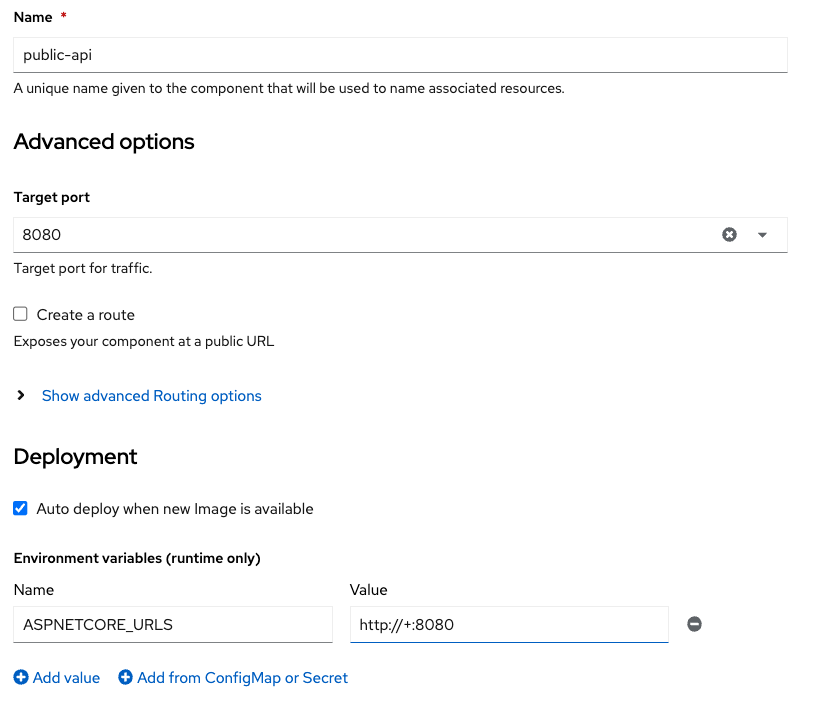 Name *
public-api
A unique name given to the component that will be used to name associated resources.
Advanced options
Target port
8080
Target port for traffic.
Create a route
Exposes your component at a public URL
Show advanced Routing options
Deployment
Auto deploy when new Image is available
Environment variables (runtime only)
Name Value
ASPNETCORE_URLS http://+:8080
Add value Add from ConfigMap or Secret